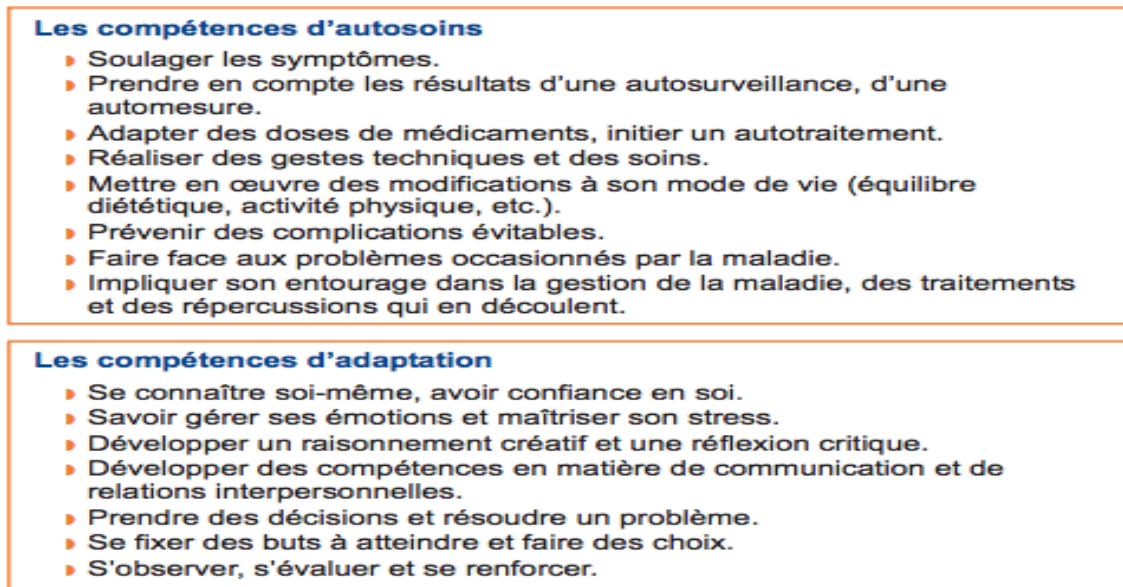 Les compétences d'autosoins
Soulager les symptômes.
Prendre en compte les résultats d'une autosurveillance, d'une
automesure.
Adapter des doses de médicaments, initier un autotraitement.
Réaliser des gestes techniques et des soins.
Mettre en œuvre des modifications à son mode de vie (équilibre
diététique, activité physique, etc.).
Prévenir des complications évitables.
Faire face aux problèmes occasionnés par la maladie.
Impliquer son entourage dans la gestion de la maladie, des traitements
et des répercussions qui en découlent.
Les compétences d'adaptation
Se connaître soi-même, avoir confiance en soi.
Savoir gérer ses émotions et maîtriser son stress.
Développer un raisonnement créatif et une réflexion critique.
Développer des compétences en matière de communication et de
relations interpersonnelles.
Prendre des décisions et résoudre un problème.
Se fixer des buts à atteindre et faire des choix.
S'observer, s'évaluer et se renforcer.